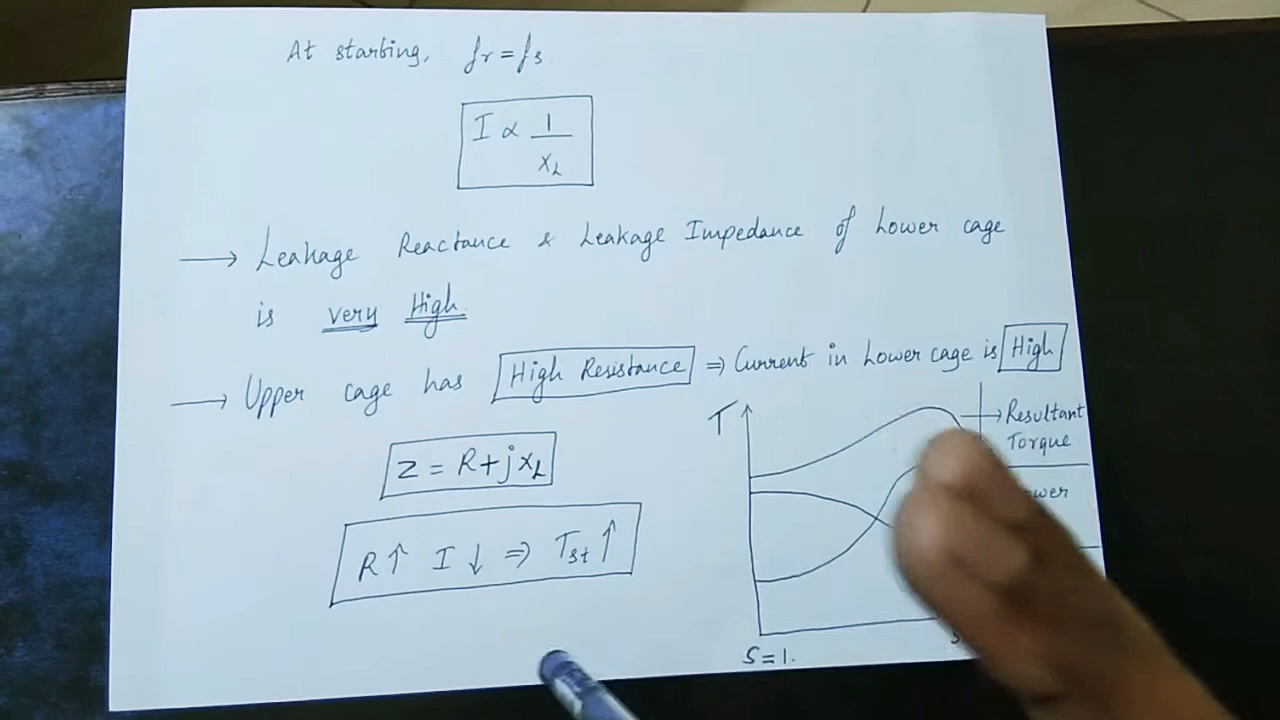 At starting, fr = fs.
I ∝ 1
XL
→ Leakage Reactance & Leakage Impedance of Lower cage
is very High.
→ Upper cage has High Resistance ⇒ Current in Lower cage is High
Z = R + jXL
R↑ I↓ ⇒ Tst↑
T
→ Resultant
Torque
S=1.